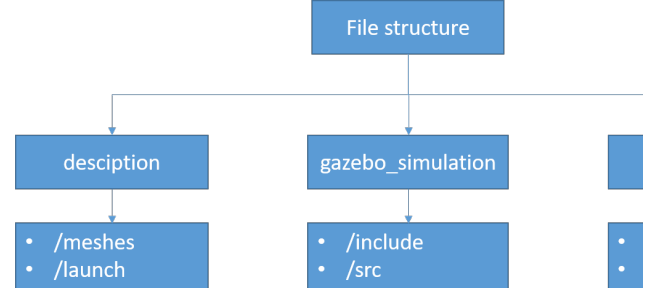 File structure
desciption
gazebo_simulation
• /meshes
• /launch
• /include
• /src